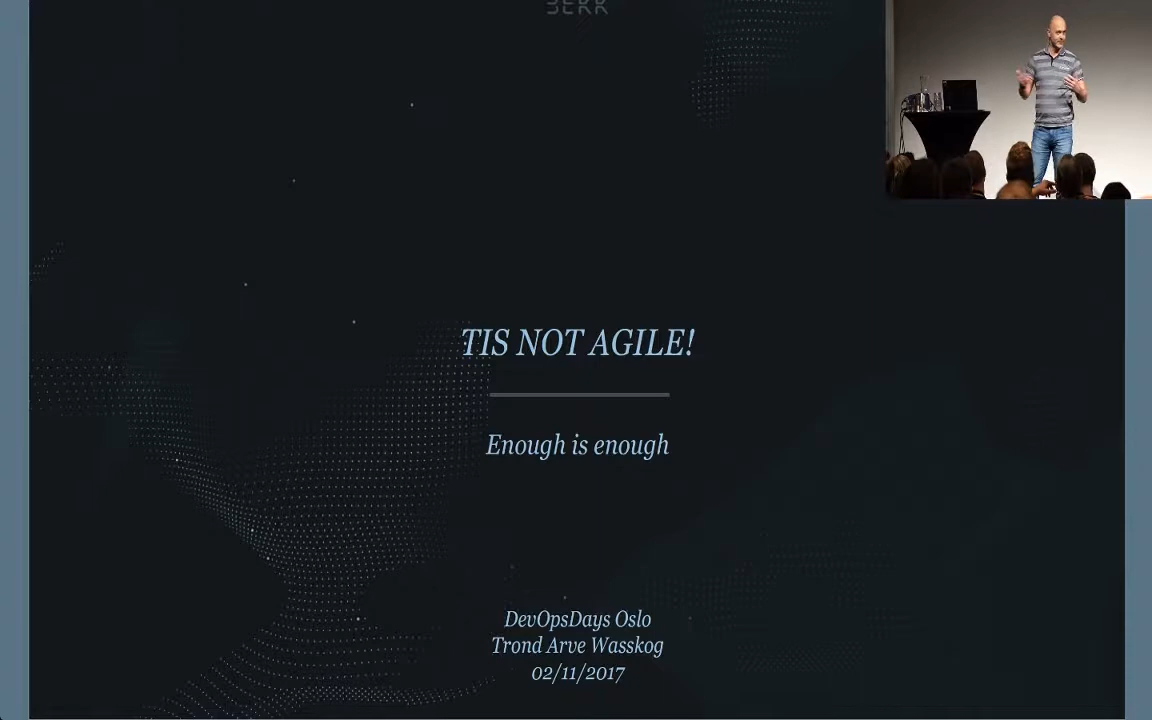 TIS NOT AGILE!
Enough is enough
DevOpsDays Oslo
Trond Arve Wasskog
02/11/2017